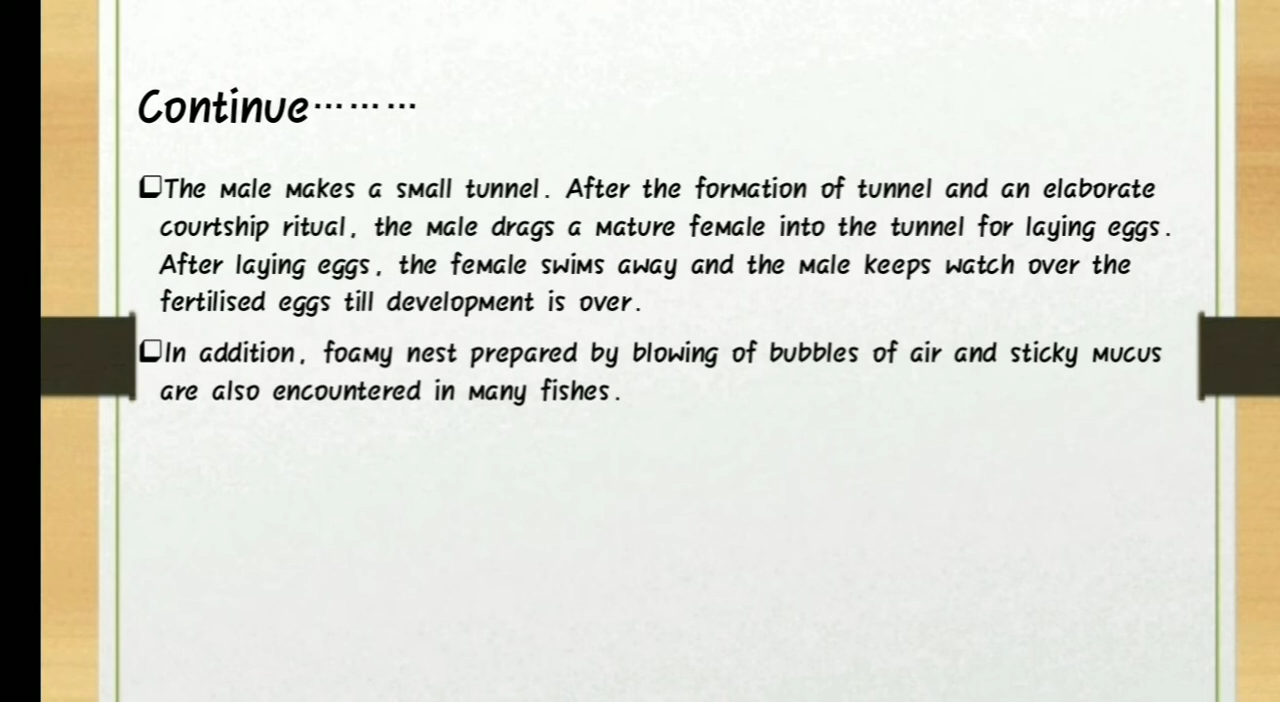 Continue………
❑The male makes a small tunnel. After the formation of tunnel and an elaborate
courtship ritual, the male drags a mature female into the tunnel for laying eggs.
After laying eggs, the female swims away and the male keeps watch over the
fertilised eggs till development is over.
❑In addition, foamy nest prepared by blowing of bubbles of air and sticky mucus
are also encountered in many fishes.